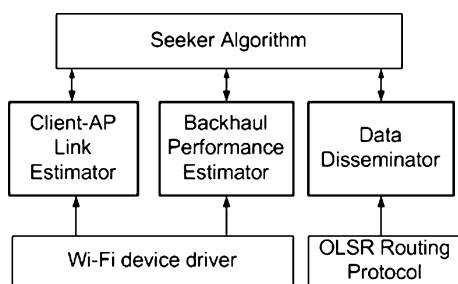 Seeker Algorithm
Client-AP
Link
Estimator
Backhaul
Performance
Estimator
Data
Disseminator
Wi-Fi device driver
OLSR Routing
Protocol